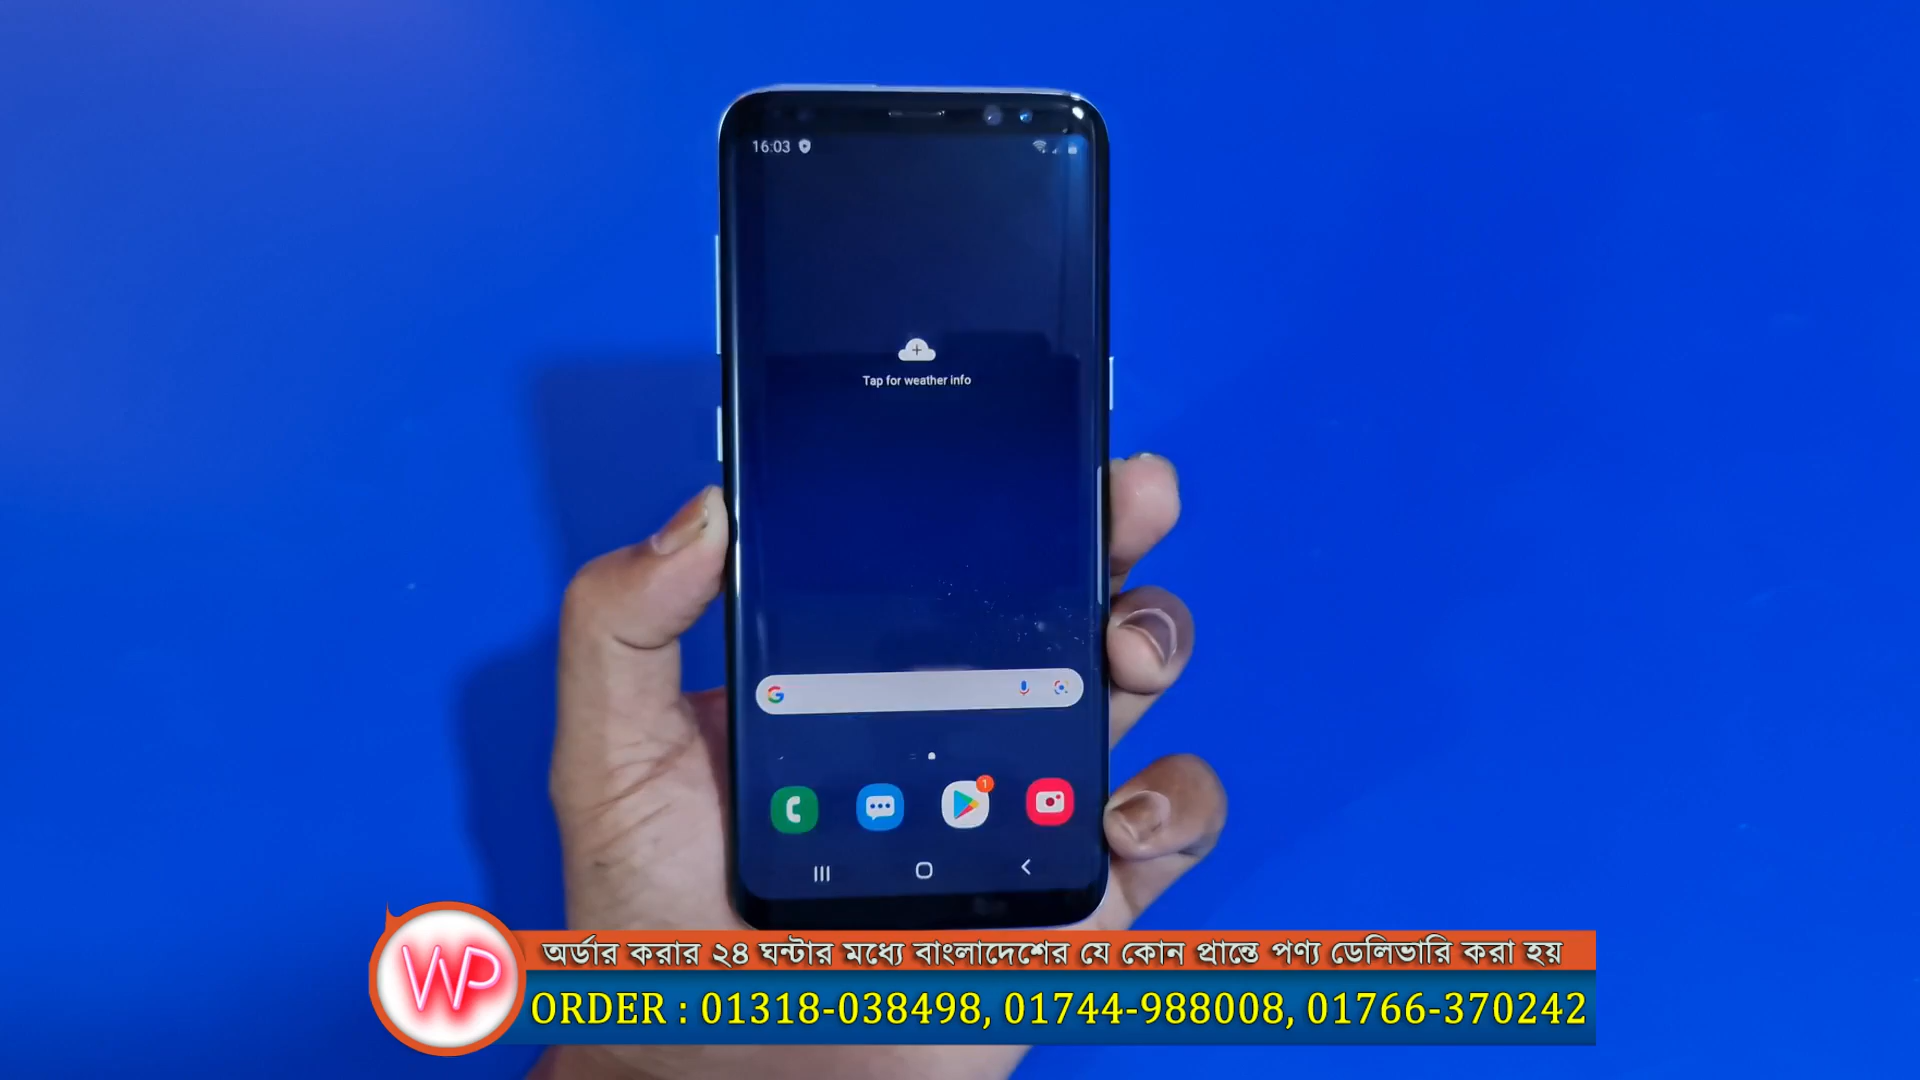 16:03
Tap for weather info
1
WP
অর্ডার করার ২৪ ঘন্টার মধ্যে বাংলাদেশের যে কোন প্রান্তে পণ্য ডেলিভারি করা হয়
ORDER : 01318-038498, 01744-988008, 01766-370242